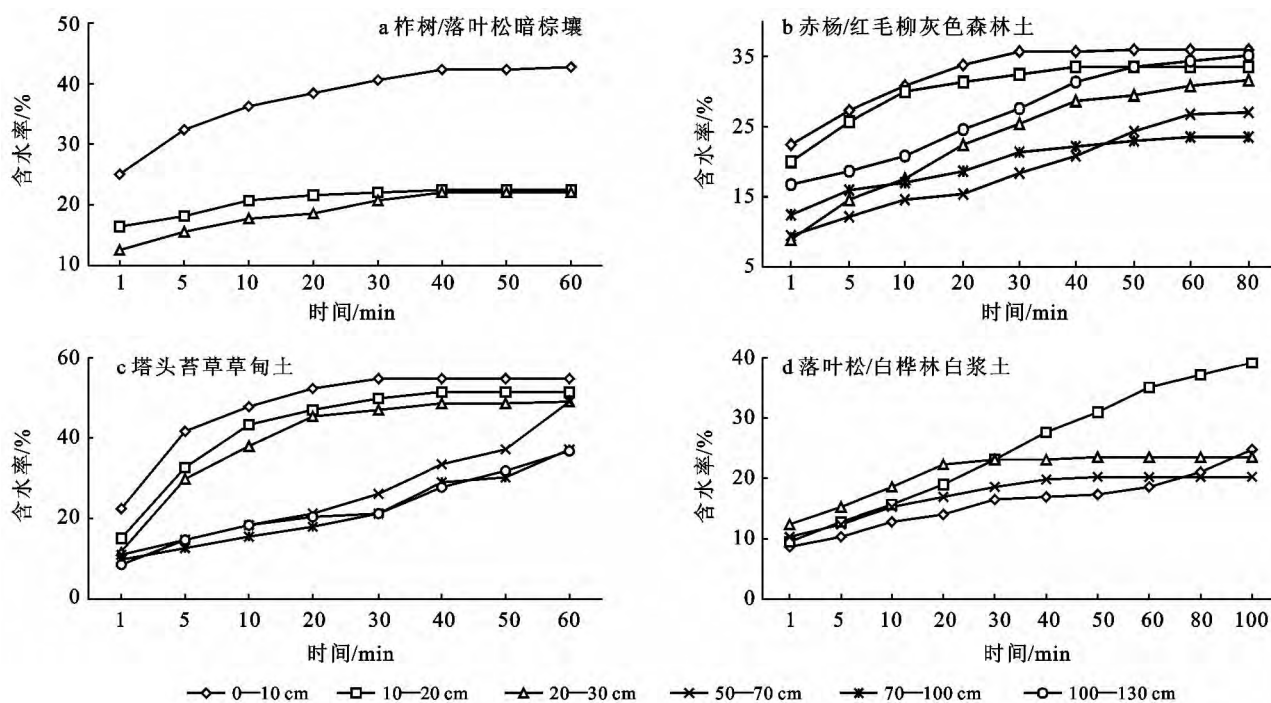 a 柞树/落叶松暗棕壤
50
40
30
20
10
含水率/%
1 5 10 20 30 40 50 60
时间/min
b 赤杨/红毛柳灰色森林土
35
25
15
5
含水率/%
1 5 10 20 30 40 50 60 80
时间/min
c 塔头苔草草甸土
60
40
20
0
含水率/%
1 5 10 20 30 40 50 60
时间/min
d 落叶松/白桦林白浆土
40
30
20
10
0
含水率/%
1 5 10 20 30 40 50 60 80 100
时间/min
0—10 cm 10—20 cm 20—30 cm 50—70 cm 70—100 cm 100—130 cm